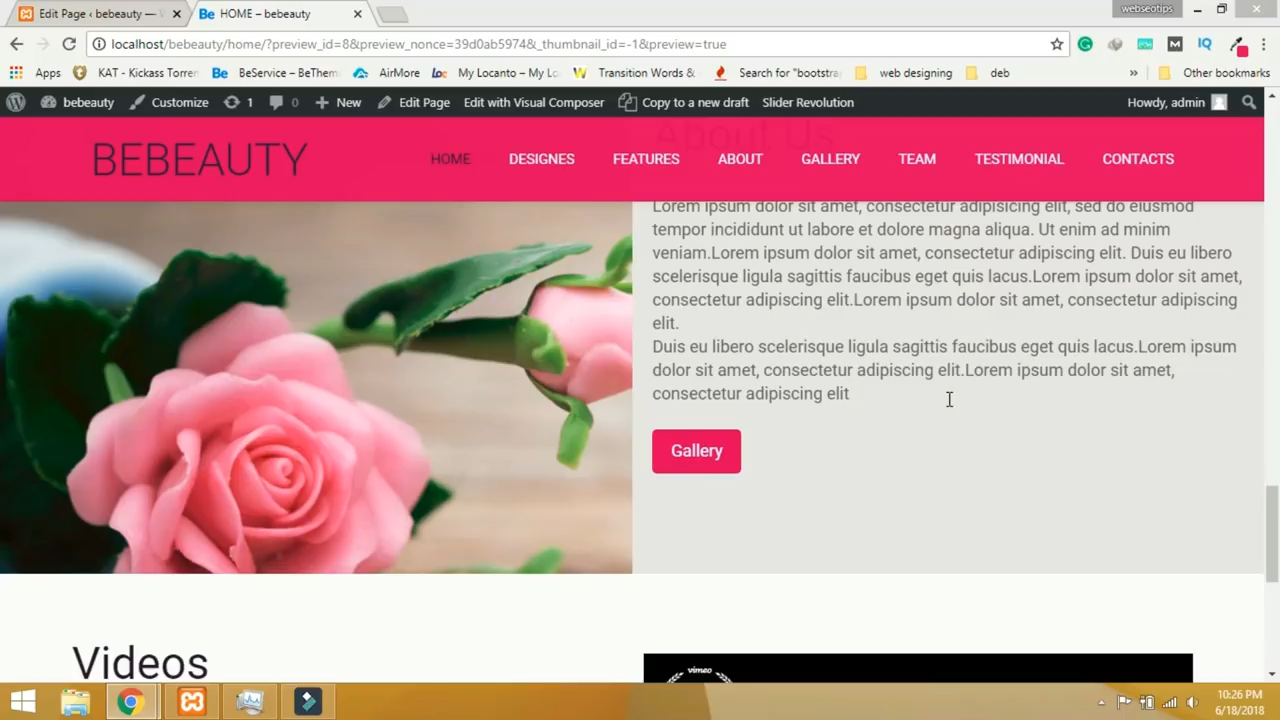 Edit Page ‹ bebeauty —
HOME – bebeauty
webseotips
localhost/bebeauty/home/?preview_id=8&preview_nonce=39d0ab5974&_thumbnail_id=-1&preview=true
Apps KAT - Kickass Torren BeService – BeThem AirMore My Locanto – My Lo Transition Words & Search for "bootstra web designing deb » Other bookmarks
bebeauty Customize 1 0 New Edit Page Edit with Visual Composer Copy to a new draft Slider Revolution Howdy, admin
About Us
BEBEAUTY HOME DESIGNES FEATURES ABOUT GALLERY TEAM TESTIMONIAL CONTACTS
Lorem ipsum dolor sit amet, consectetur adipisicing elit, sed do eiusmod
tempor incididunt ut labore et dolore magna aliqua. Ut enim ad minim
veniam.Lorem ipsum dolor sit amet, consectetur adipiscing elit. Duis eu libero
scelerisque ligula sagittis faucibus eget quis lacus.Lorem ipsum dolor sit amet,
consectetur adipiscing elit.Lorem ipsum dolor sit amet, consectetur adipiscing
elit.
Duis eu libero scelerisque ligula sagittis faucibus eget quis lacus.Lorem ipsum
dolor sit amet, consectetur adipiscing elit.Lorem ipsum dolor sit amet,
consectetur adipiscing elit
Gallery
Videos
vimeo
10:26 PM
6/18/2018